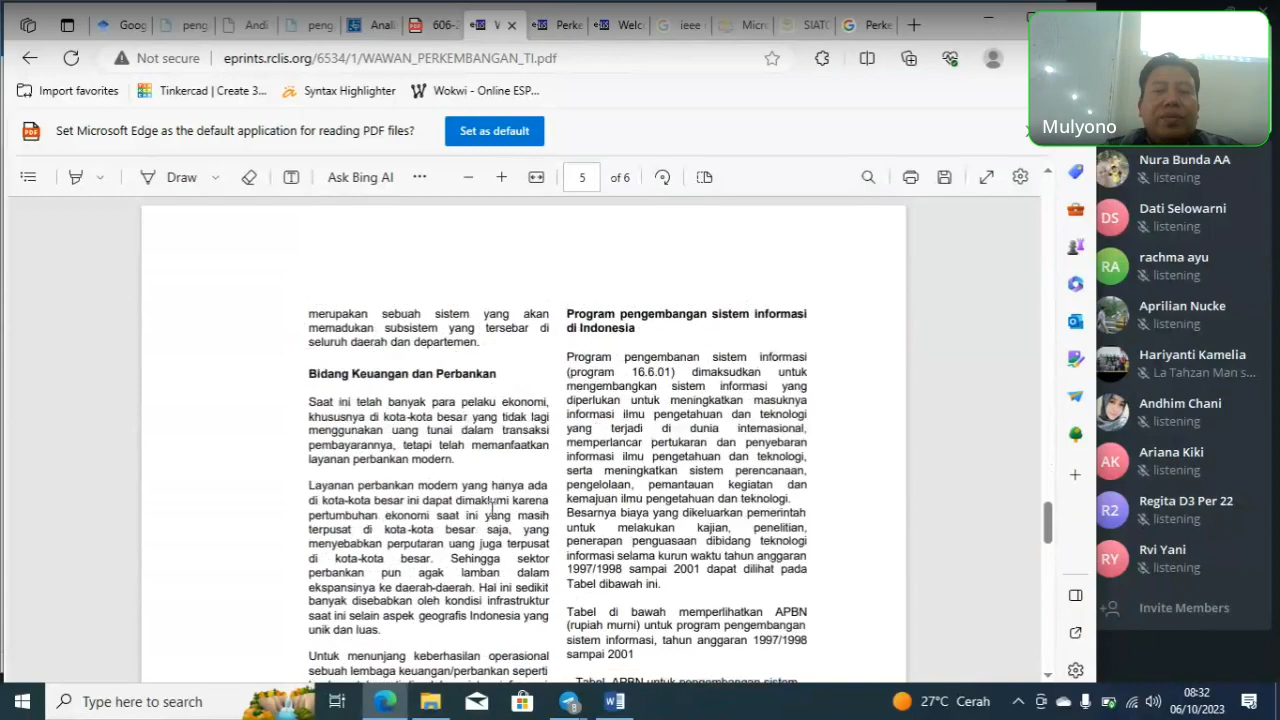 Goog
peng
Andi
peng
Anali
606-
W
Perke
Welco
ieee
Micro
SIATO
Perke
Not secure
eprints.rclis.org/6534/1/WAWAN_PERKEMBANGAN_TI.pdf
Import favorites
Tinkercad | Create 3...
Syntax Highlighter
Wokwi - Online ESP...
Set Microsoft Edge as the default application for reading PDF files?
Set as default
Draw
Ask Bing AI
5
of 6
merupakan sebuah sistem yang akan
memadukan subsistem yang tersebar di
seluruh daerah dan departemen.
Bidang Keuangan dan Perbankan
Saat ini telah banyak para pelaku ekonomi,
khususnya di kota-kota besar yang tidak lagi
menggunakan uang tunai dalam transaksi
pembayarannya, tetapi telah memanfaatkan
layanan perbankan modern.
Layanan perbankan modern yang hanya ada
di kota-kota besar ini dapat dimaklumi karena
pertumbuhan ekonomi saat ini yang masih
terpusat di kota-kota besar saja, yang
menyebabkan perputaran uang juga terpusat
di kota-kota besar. Sehingga sektor
perbankan pun agak lamban dalam
ekspansinya ke daerah-daerah. Hal ini sedikit
banyak disebabkan oleh kondisi infrastruktur
saat ini selain aspek geografis Indonesia yang
unik dan luas.
Untuk menunjang keberhasilan operasional
sebuah lembaga keuangan/perbankan seperti
Program pengembangan sistem informasi
di Indonesia
Program pengembanan sistem informasi
(program 16.6.01) dimaksudkan untuk
mengembangkan sistem informasi yang
diperlukan untuk meningkatkan masuknya
informasi ilmu pengetahuan dan teknologi
yang terjadi di dunia internasional,
memperlancar pertukaran dan penyebaran
informasi ilmu pengetahuan dan teknologi,
serta meningkatkan sistem perencanaan,
pengelolaan, pemantauan kegiatan dan
kemajuan ilmu pengetahuan dan teknologi.
Besarnya biaya yang dikeluarkan pemerintah
untuk melakukan kajian, penelitian,
penerapan penguasaan dibidang teknologi
informasi selama kurun waktu tahun anggaran
1997/1998 sampai 2001 dapat dilihat pada
Tabel dibawah ini.
Tabel di bawah memperlihatkan APBN
(rupiah murni) untuk program pengembangan
sistem informasi, tahun anggaran 1997/1998
sampai 2001
Tabel. APBN untuk pengembangan sistem
Mulyono
Nura Bunda AA
listening
DS
Dati Selowarni
listening
RA
rachma ayu
listening
Aprilian Nucke
listening
Hariyanti Kamelia
La Tahzan Man s...
Andhim Chani
listening
AK
Ariana Kiki
listening
R2
Regita D3 Per 22
listening
RY
Rvi Yani
listening
Invite Members
Type here to search
27°C Cerah
08:32
06/10/2023